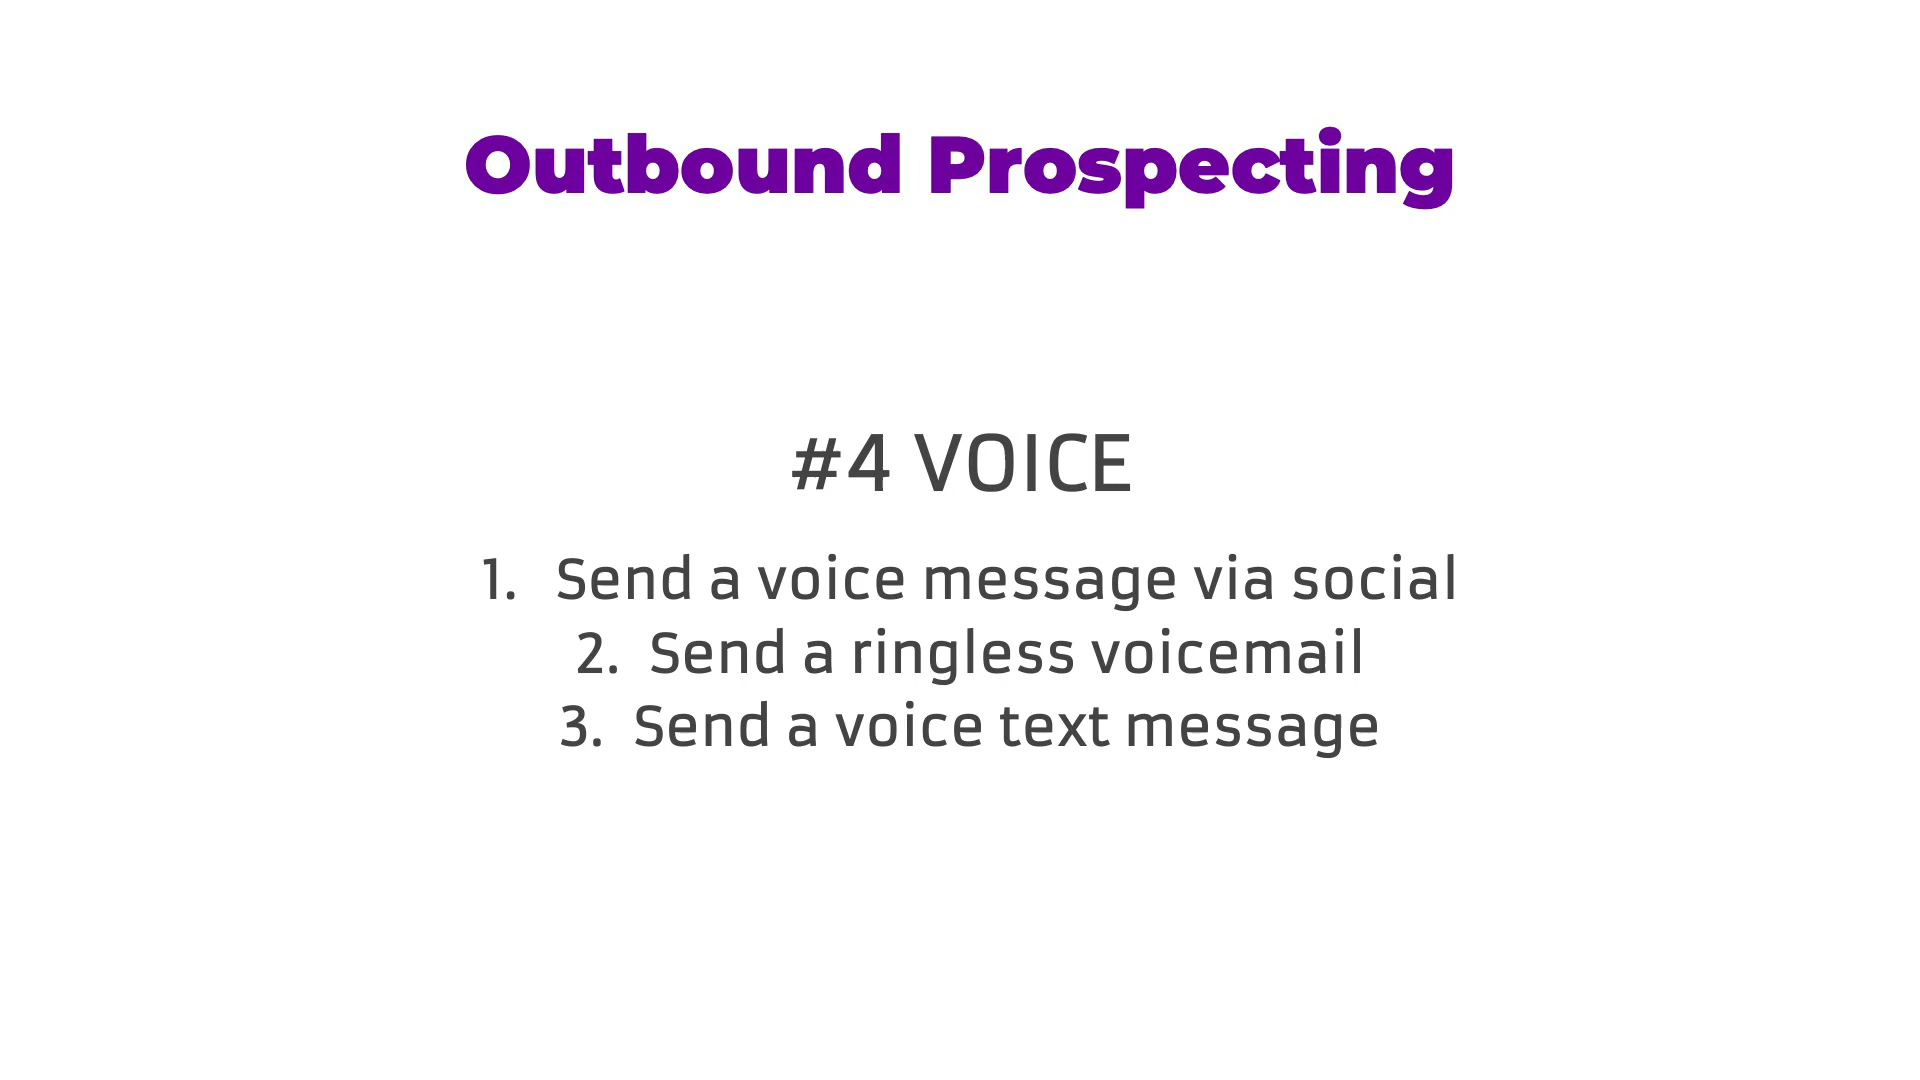 Outbound Prospecting
#4 VOICE
1. Send a voice message via social
2. Send a ringless voicemail
3. Send a voice text message